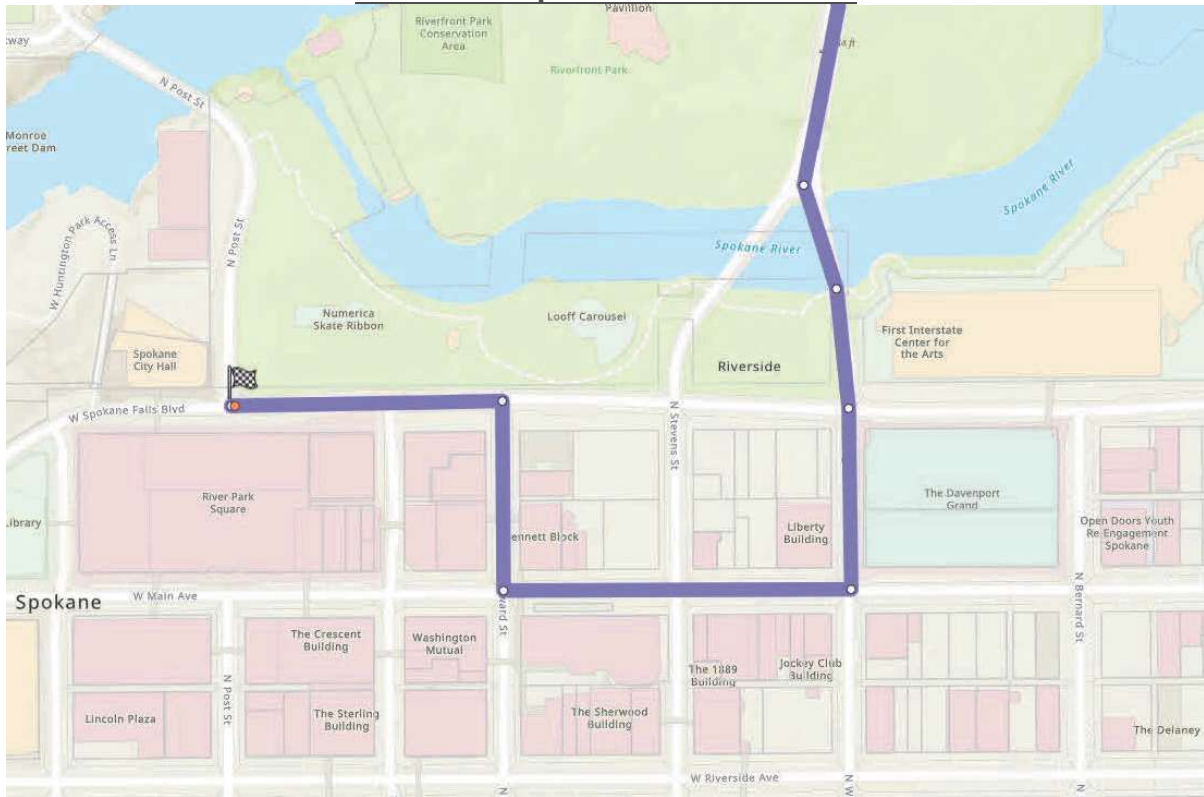 Pavilion
Riverfront Park
Conservation
Area
Riverfront Park
N Post St
Monroe
reet Dam
W Huntington Park Access Ln
N Post St
Spokane River
Spokane River
Numerica
Skate Ribbon
Looff Carousel
First Interstate
Center for
the Arts
Spokane
City Hall
Riverside
W Spokane Falls Blvd
N Stevens St
River Park
Square
Library
The Davenport
Grand
ennett Block
Liberty
Building
Open Doors Youth
Re Engagement
Spokane
Spokane
W Main Ave
ward St
N Bernard St
The Crescent
Building
Washington
Mutual
The 1889
Building
Jockey Club
Building
N Post St
Lincoln Plaza
The Sterling
Building
The Sherwood
Building
The Delaney
W Riverside Ave
N
N W
N